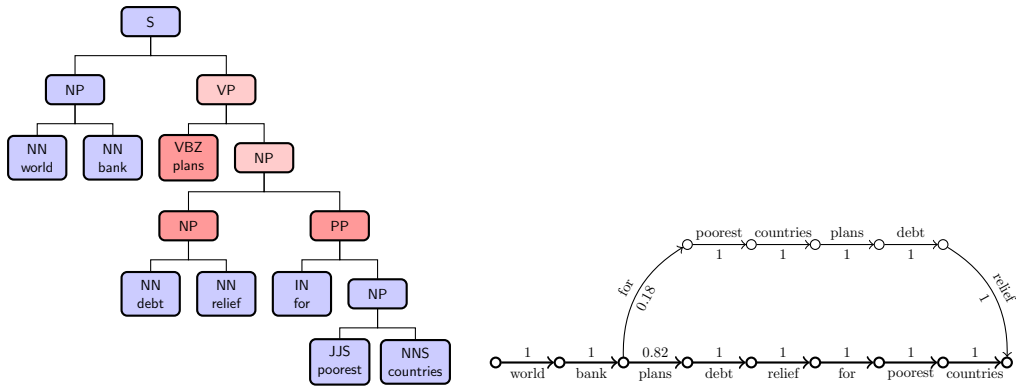 S
NP VP
NN world NN bank VBZ plans NP
NP PP
NN debt NN relief IN for NP
JJS poorest NNS countries
poorest countries plans debt
1 1 1 1
for 0.18
relief 1
1 1 0.82 1 1 1 1 1
world bank plans debt relief for poorest countries